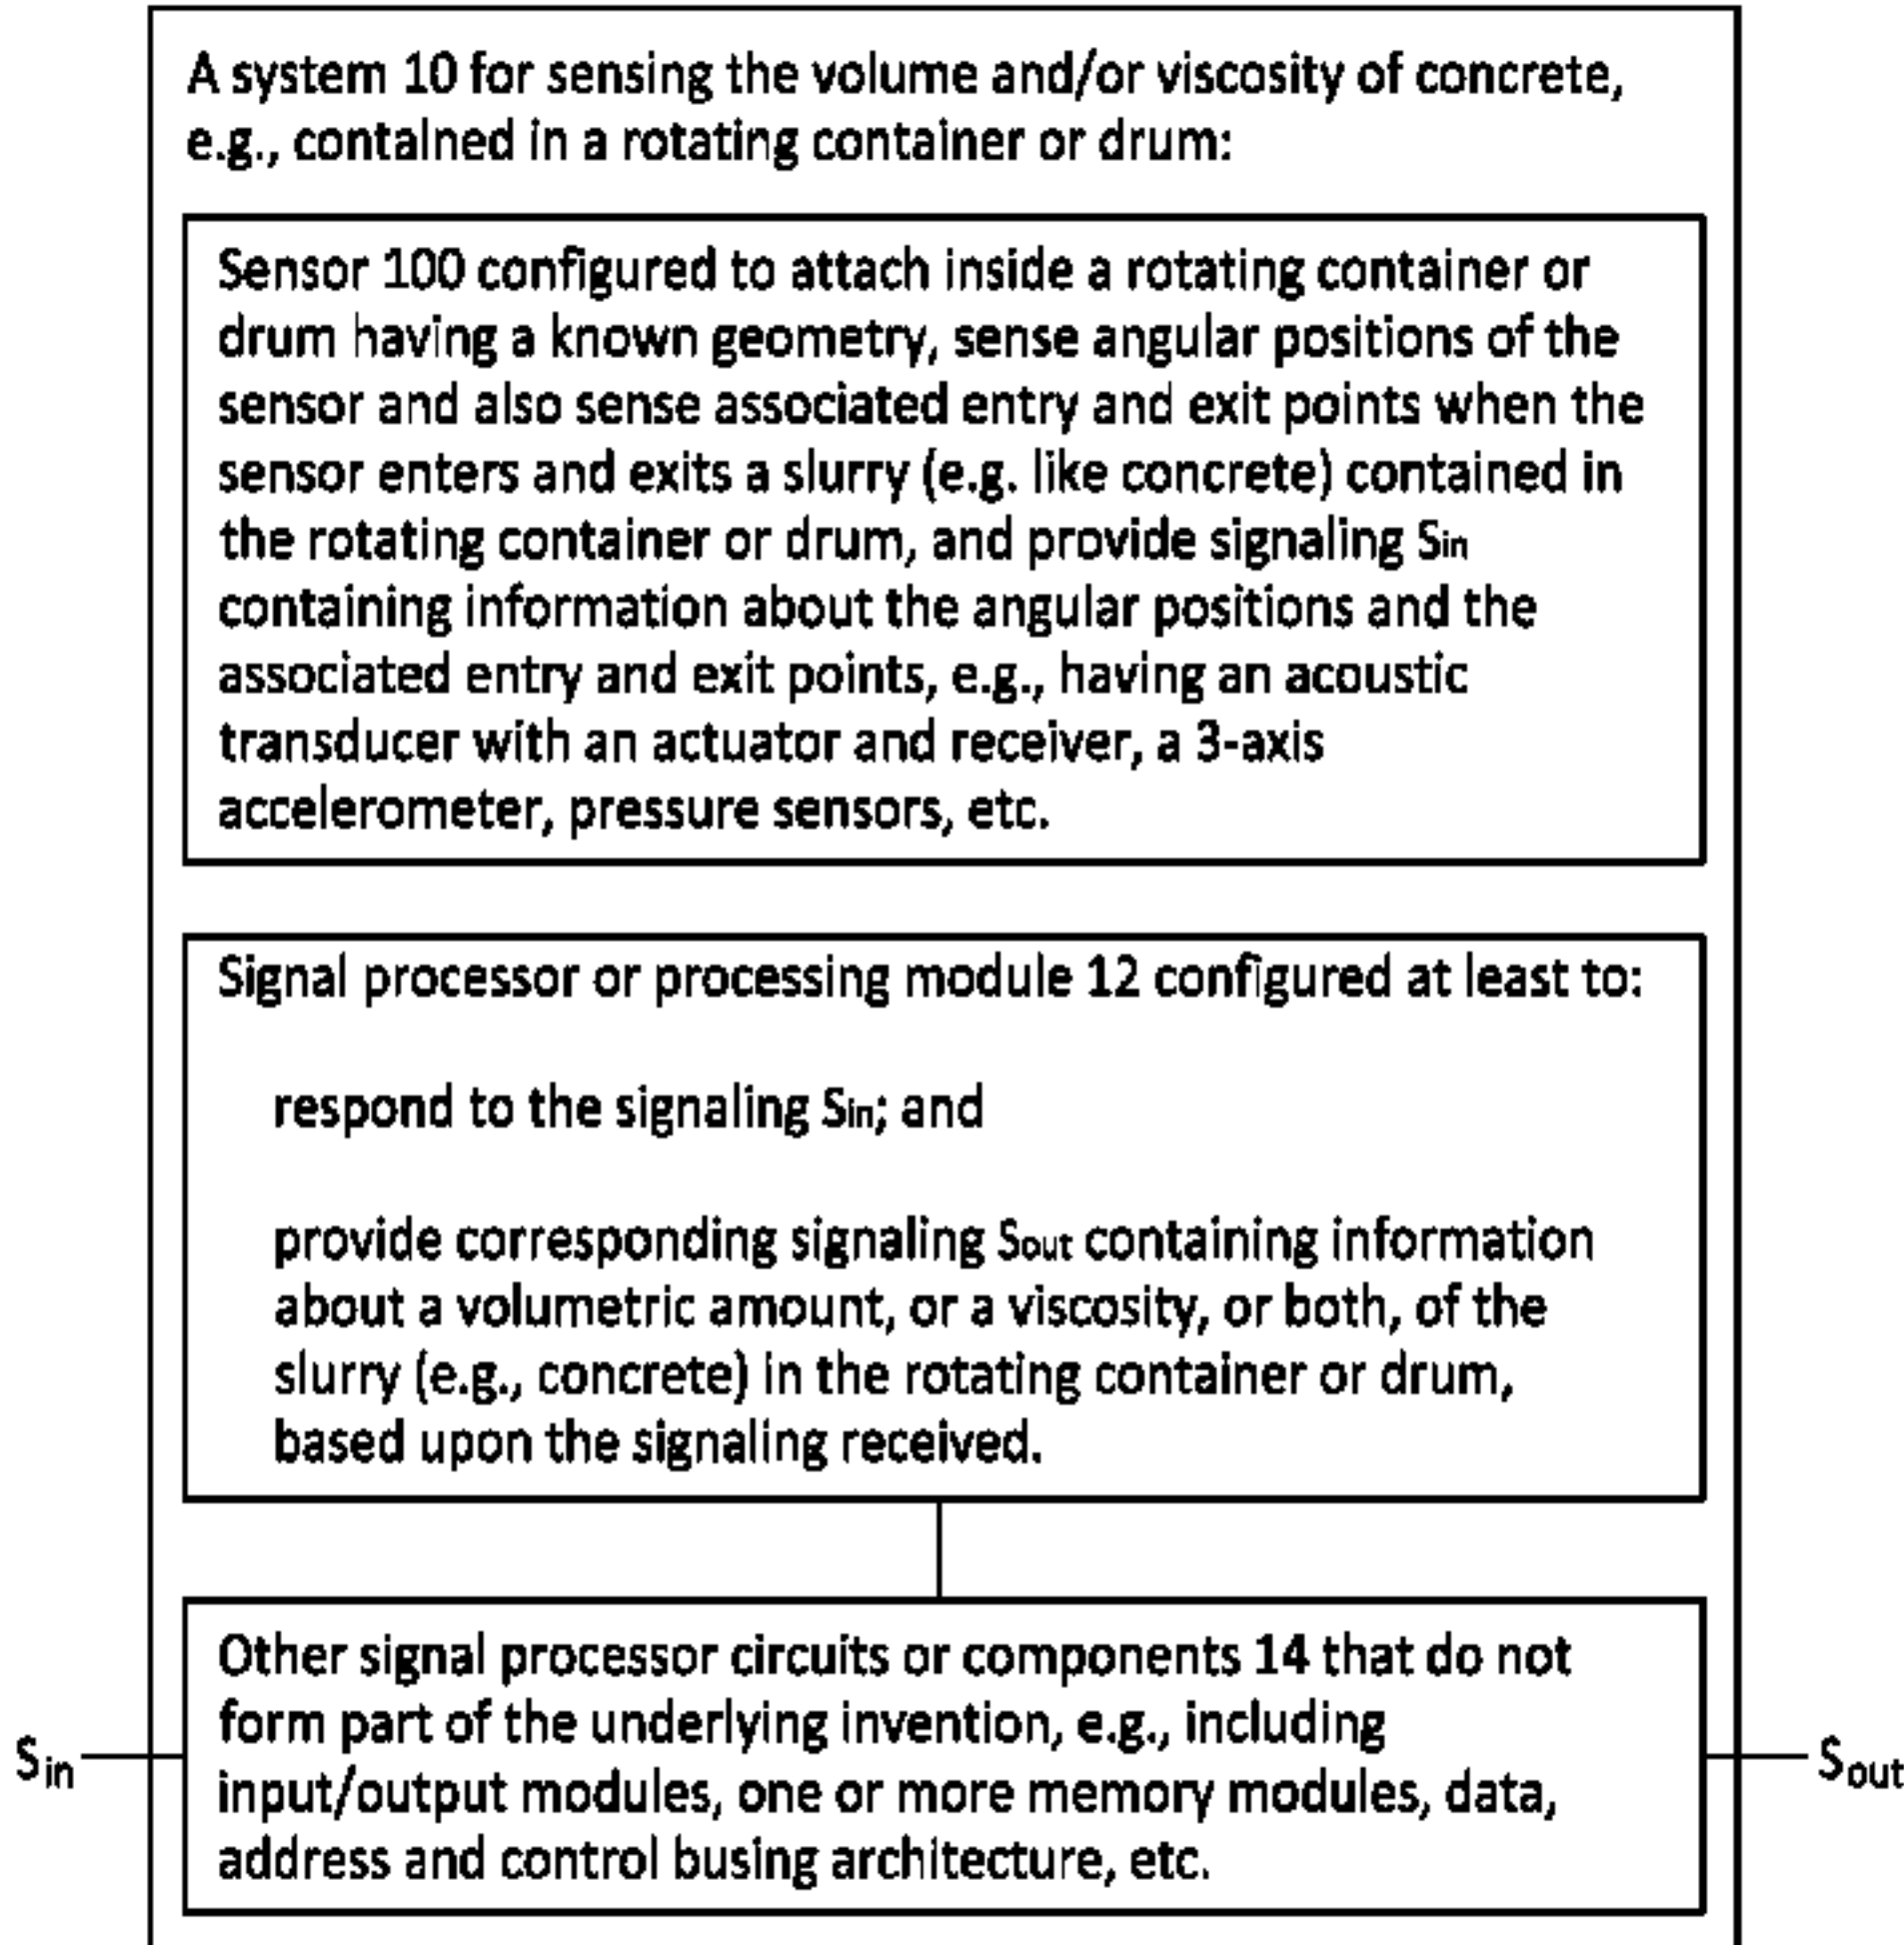 A system 10 for sensing the volume and/or viscosity of concrete,
e.g., contained in a rotating container or drum:
Sensor 100 configured to attach inside a rotating container or
drum having a known geometry, sense angular positions of the
sensor and also sense associated entry and exit points when the
sensor enters and exits a slurry (e.g. like concrete) contained in
the rotating container or drum, and provide signaling Sin
containing information about the angular positions and the
associated entry and exit points, e.g., having an acoustic
transducer with an actuator and receiver, a 3-axis
accelerometer, pressure sensors, etc.
Signal processor or processing module 12 configured at least to:
respond to the signaling Sin; and
provide corresponding signaling Sout containing information
about a volumetric amount, or a viscosity, or both, of the
slurry (e.g., concrete) in the rotating container or drum,
based upon the signaling received.
Other signal processor circuits or components 14 that do not
form part of the underlying invention, e.g., including
input/output modules, one or more memory modules, data,
address and control busing architecture, etc.
Sin
Sout